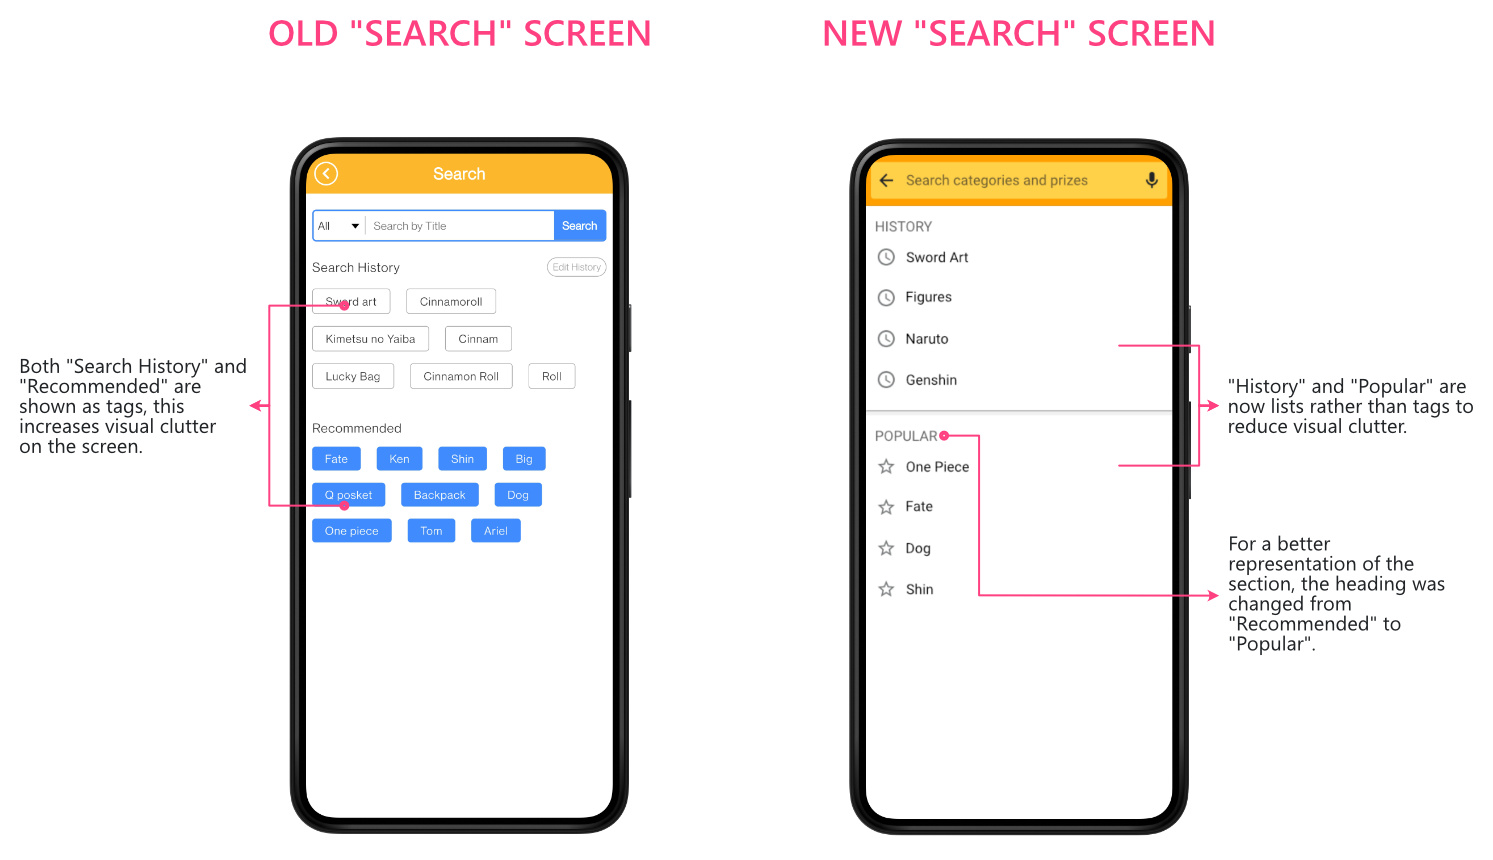 OLD "SEARCH" SCREEN
NEW "SEARCH" SCREEN
Search
All
Search by Title
Search
Search History
Edit History
Sword art
Cinnamoroll
Kimetsu no Yaiba
Cinnam
Lucky Bag
Cinnamon Roll
Roll
Recommended
Fate
Ken
Shin
Big
Q posket
Backpack
Dog
One piece
Tom
Ariel
Both "Search History" and
"Recommended" are
shown as tags, this
increases visual clutter
on the screen.
Search categories and prizes
HISTORY
Sword Art
Figures
Naruto
Genshin
POPULAR
One Piece
Fate
Dog
Shin
"History" and "Popular" are
now lists rather than tags to
reduce visual clutter.
For a better
representation of the
section, the heading was
changed from
"Recommended" to
"Popular".